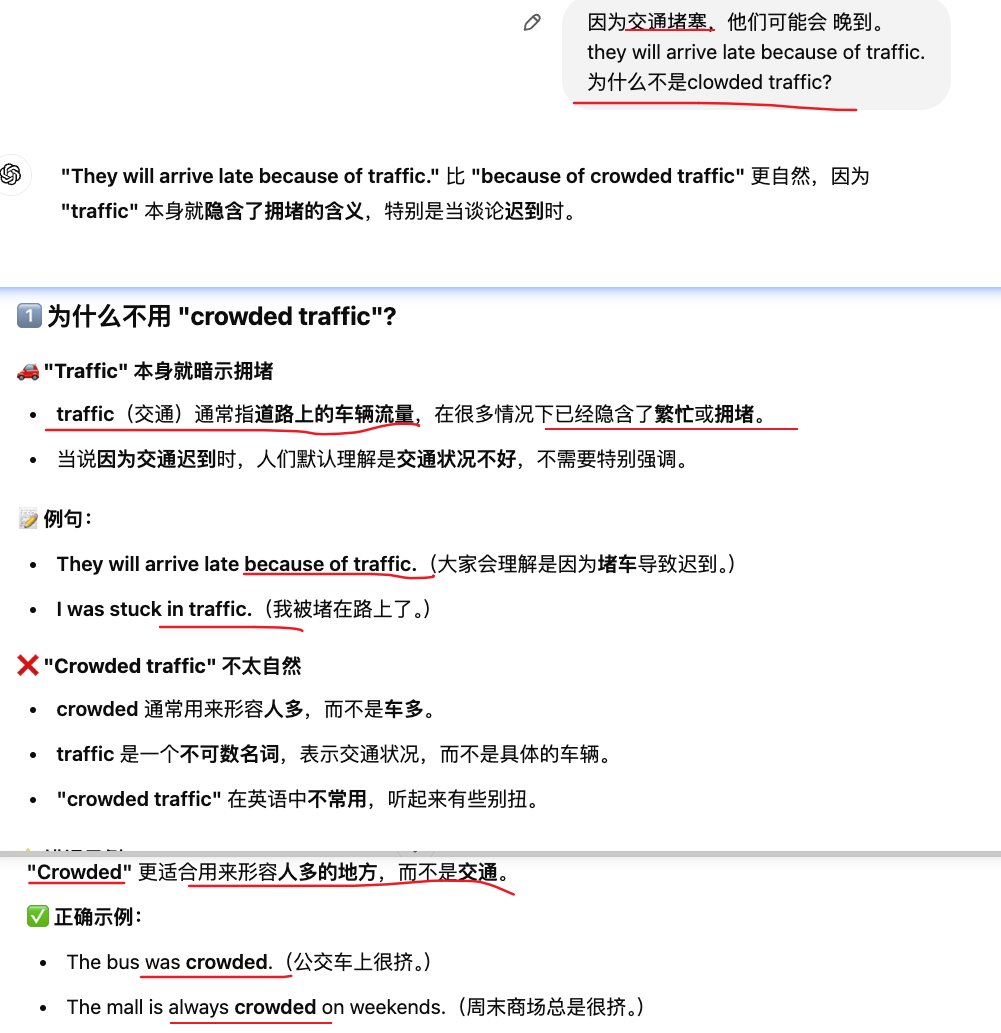 因为交通堵塞，他们可能会 晚到。
they will arrive late because of traffic.
为什么不是clowded traffic?
"They will arrive late because of traffic." 比 "because of crowded traffic" 更自然，因为
"traffic" 本身就隐含了拥堵的含义，特别是当谈论迟到时。
1 为什么不用 "crowded traffic"?
"Traffic" 本身就暗示拥堵
• traffic（交通）通常指道路上的车辆流量，在很多情况下已经隐含了繁忙或拥堵。
• 当说因为交通迟到时，人们默认理解是交通状况不好，不需要特别强调。
例句：
• They will arrive late because of traffic.（大家会理解是因为堵车导致迟到。）
• I was stuck in traffic.（我被堵在路上了。）
"Crowded traffic" 不太自然
• crowded 通常用来形容人多，而不是车多。
• traffic 是一个不可数名词，表示交通状况，而不是具体的车辆。
• "crowded traffic" 在英语中不常用，听起来有些别扭。
"Crowded" 更适合用来形容人多的地方，而不是交通。
正确示例：
• The bus was crowded.（公交车上很挤。）
• The mall is always crowded on weekends.（周末商场总是很挤。）